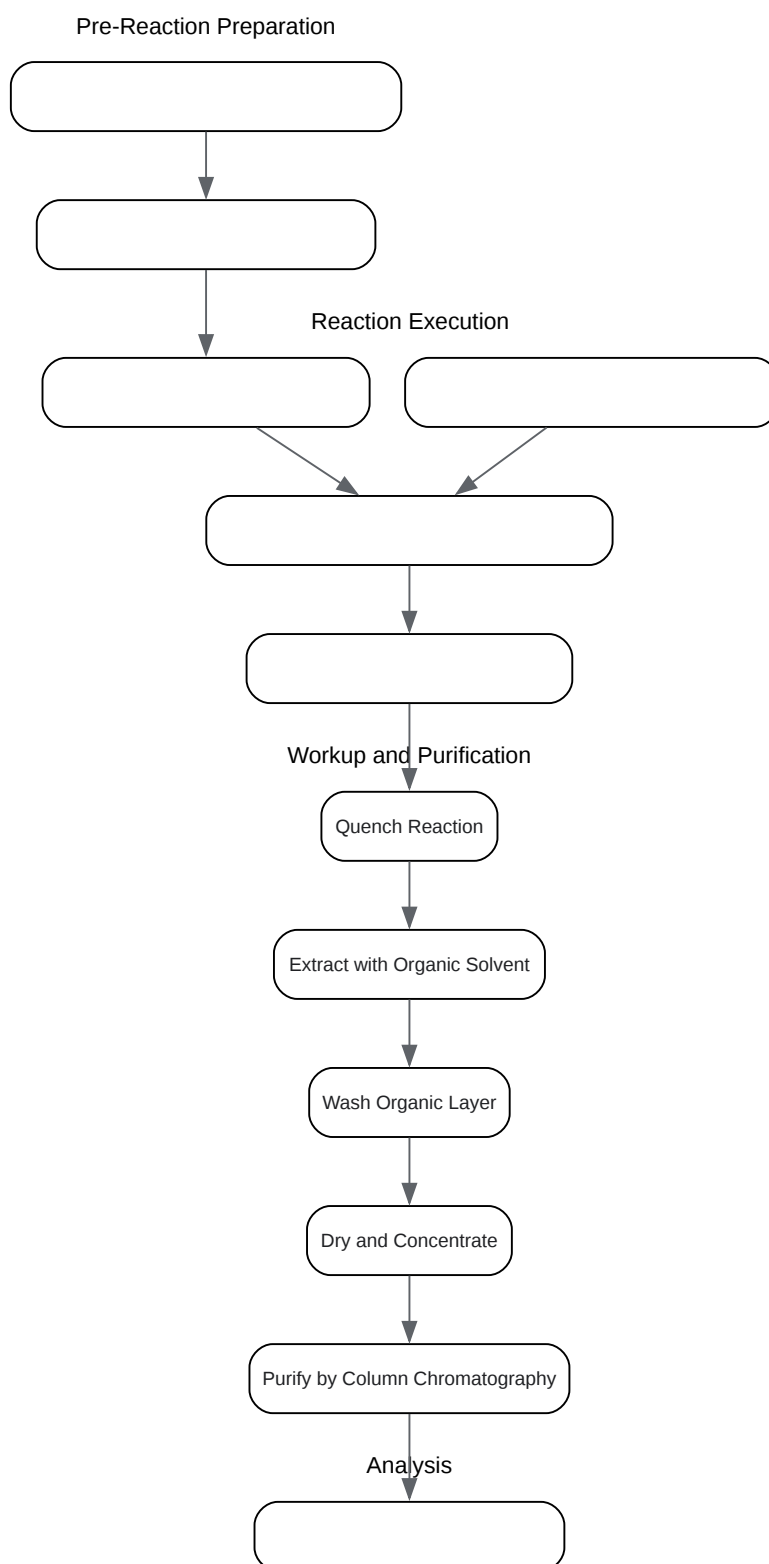 Pre-Reaction Preparation
Reaction Execution
Workup and Purification
Quench Reaction
Extract with Organic Solvent
Wash Organic Layer
Dry and Concentrate
Purify by Column Chromatography
Analysis